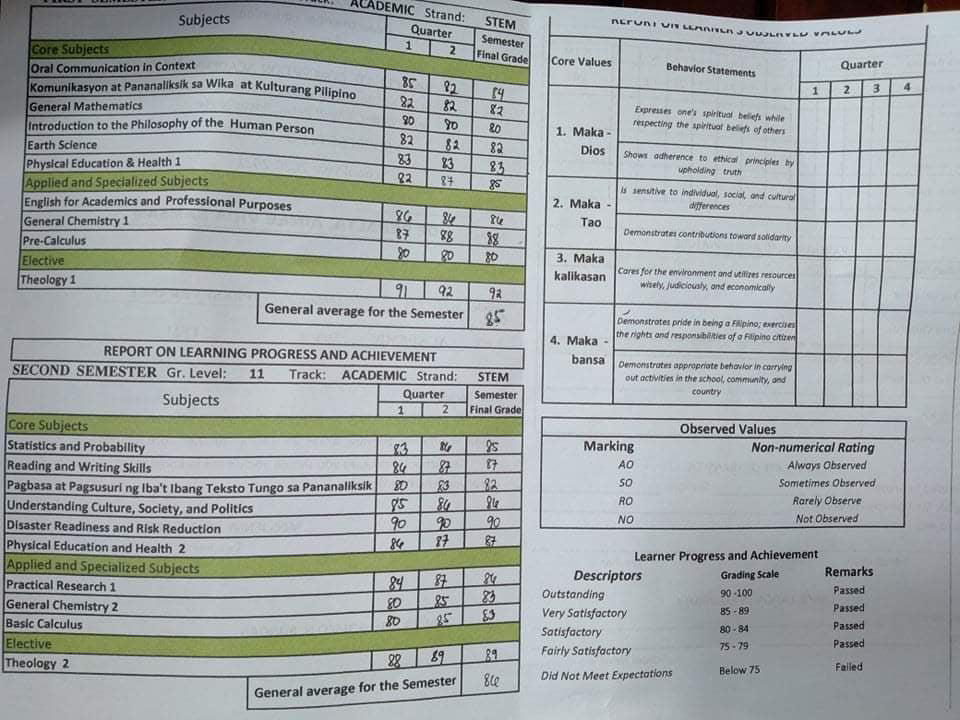 ACADEMIC Strand: STEM
Subjects Quarter Semester Final Grade
1 2
Core Subjects
Oral Communication in Context 85 82 84
Komunikasyon at Pananaliksik sa Wika at Kulturang Pilipino 82 82 82
General Mathematics 80 80 80
Introduction to the Philosophy of the Human Person 82 82 82
Earth Science 83 83 83
Physical Education & Health 1 82 87 85
Applied and Specialized Subjects
English for Academics and Professional Purposes 86 86 86
General Chemistry 1 87 88 88
Pre-Calculus 80 80 80
Elective
Theology 1 91 92 92
General average for the Semester 85
REPORT ON LEARNING PROGRESS AND ACHIEVEMENT
SECOND SEMESTER Gr. Level: 11 Track: ACADEMIC Strand: STEM
Subjects Quarter Semester Final Grade
1 2
Core Subjects
Statistics and Probability 83 86 85
Reading and Writing Skills 86 87 87
Pagbasa at Pagsusuri ng Iba't Ibang Teksto Tungo sa Pananaliksik 80 83 82
Understanding Culture, Society, and Politics 85 86 86
Disaster Readiness and Risk Reduction 90 90 90
Physical Education and Health 2 86 87 87
Applied and Specialized Subjects
Practical Research 1 84 87 86
General Chemistry 2 80 85 83
Basic Calculus 80 85 83
Elective
Theology 2 88 89 89
General average for the Semester 86
REPORT ON LEARNER'S OBSERVED VALUES
Core Values Behavior Statements Quarter
1 2 3 4
1. Maka - Dios
Expresses one's spiritual beliefs while
respecting the spiritual beliefs of others
Shows adherence to ethical principles by
upholding truth
2. Maka - Tao
Is sensitive to individual, social, and cultural
differences
Demonstrates contributions toward solidarity
3. Maka kalikasan
Cares for the environment and utilizes resources
wisely, judiciously, and economically
4. Maka - bansa
Demonstrates pride in being a Filipino; exercises
the rights and responsibilities of a Filipino citizen
Demonstrates appropriate behavior in carrying
out activities in the school, community, and
country
Observed Values
Marking Non-numerical Rating
AO Always Observed
SO Sometimes Observed
RO Rarely Observe
NO Not Observed
Learner Progress and Achievement
Descriptors Grading Scale Remarks
Outstanding 90 -100 Passed
Very Satisfactory 85 - 89 Passed
Satisfactory 80 - 84 Passed
Fairly Satisfactory 75 - 79 Passed
Did Not Meet Expectations Below 75 Failed